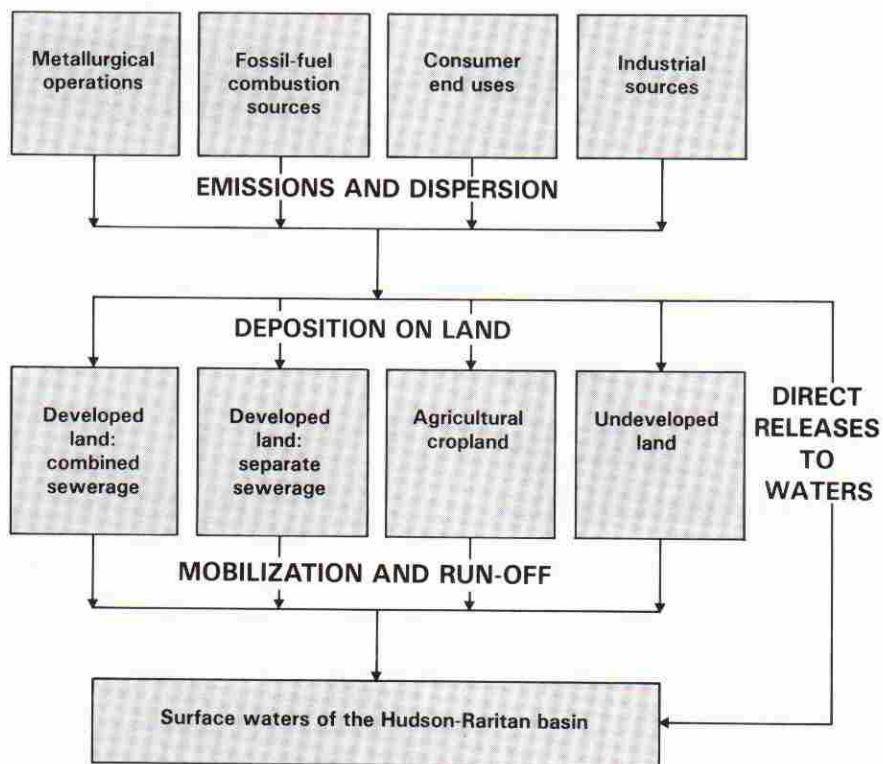 Metallurgical
operations
Fossil-fuel
combustion
sources
Consumer
end uses
Industrial
sources
EMISSIONS AND DISPERSION
DEPOSITION ON LAND
Developed
land:
combined
sewerage
Developed
land:
separate
sewerage
Agricultural
cropland
Undeveloped
land
DIRECT
RELEASES
TO
WATERS
MOBILIZATION AND RUN-OFF
Surface waters of the Hudson-Raritan basin